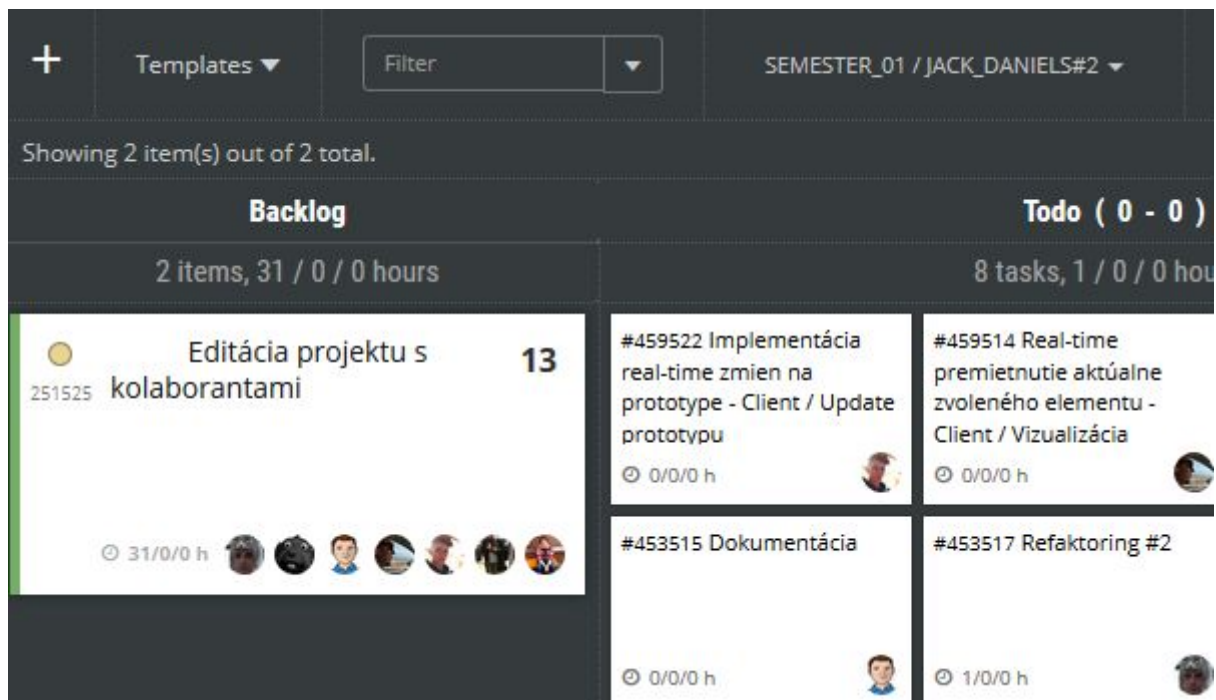 + Templates Filter SEMESTER_01 / JACK_DANIELS#2
Showing 2 item(s) out of 2 total.
Backlog
Todo ( 0 - 0 )
2 items, 31 / 0 / 0 hours
8 tasks, 1 / 0 / 0 hou
Editácia projektu s
kolaborantami
13
251525
31/0/0 h
#459522 Implementácia
real-time zmien na
prototype - Client / Update
prototypu
0/0/0 h
#459514 Real-time
premietnutie aktúalne
zvoleného elementu -
Client / Vizualizácia
0/0/0 h
#453515 Dokumentácia
0/0/0 h
#453517 Refaktoring #2
1/0/0 h